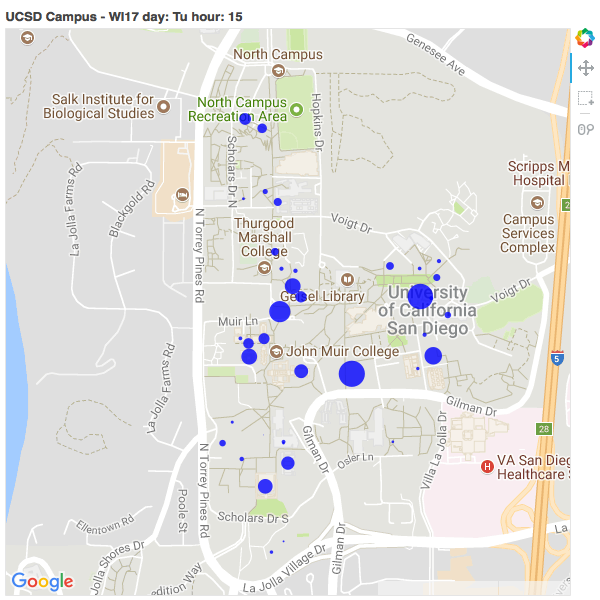 UCSD Campus - WI17 day: Tu hour: 15
Genesee Ave
North Campus
Salk Institute for
Biological Studies
North Campus
Recreation Area
Hopkins Dr
Scholars Dr N
La Jolla Farms Rd
Blackgold Rd
Scripps M
Hospital
2
Campus
Services
Complex
N Torrey Pines Rd
Thurgood
Marshall
College
Voigt Dr
Geisel Library
University
of California
San Diego
Voigt Dr
Muir Ln
John Muir College
La Jolla Farms Rd
5
Gilman Dr
28
Gilman Dr
Villa La Jolla Dr
Osler Ln
VA San Dieg
Healthcare S
H
N Torrey Pines Rd
Poole St
Ellentown Rd
Scholars Dr S
La Jolla Shores Dr
Gilman Dr
La Jolla Village Dr
La
edition Way
Google